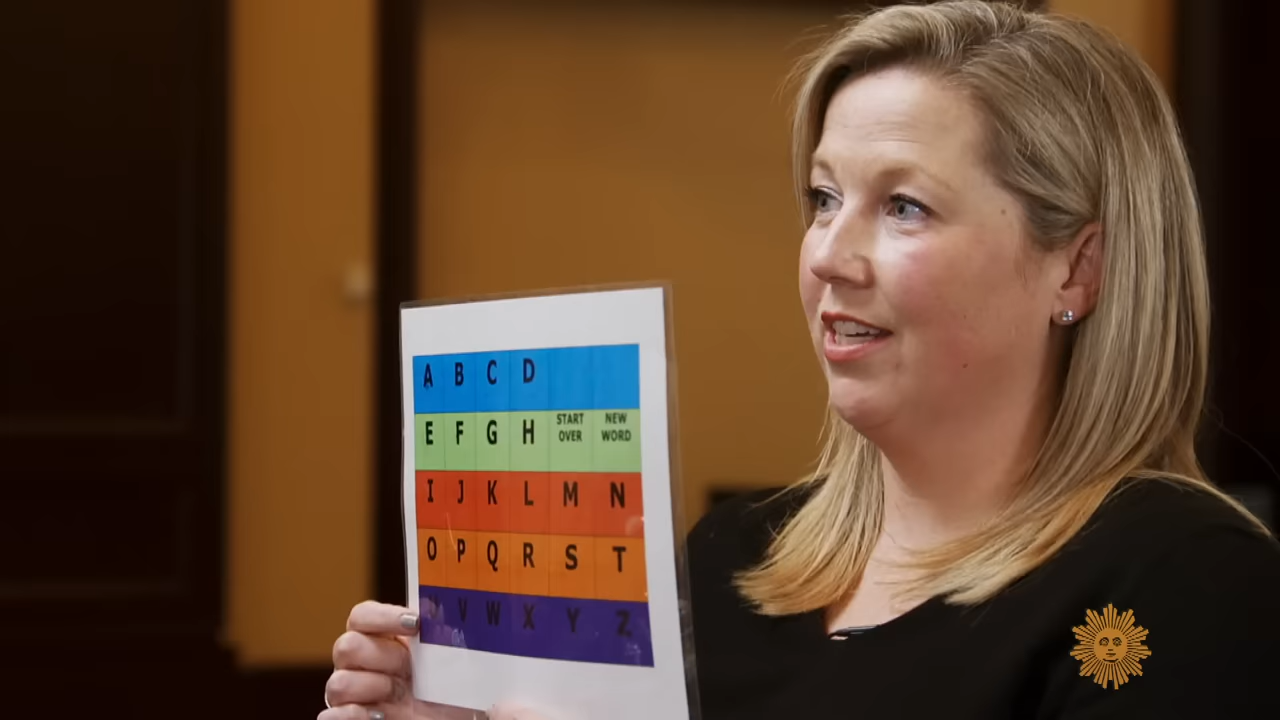 A B C D
E F G H START OVER NEW WORD
I J K L M N
O P Q R S T
V W X Y Z